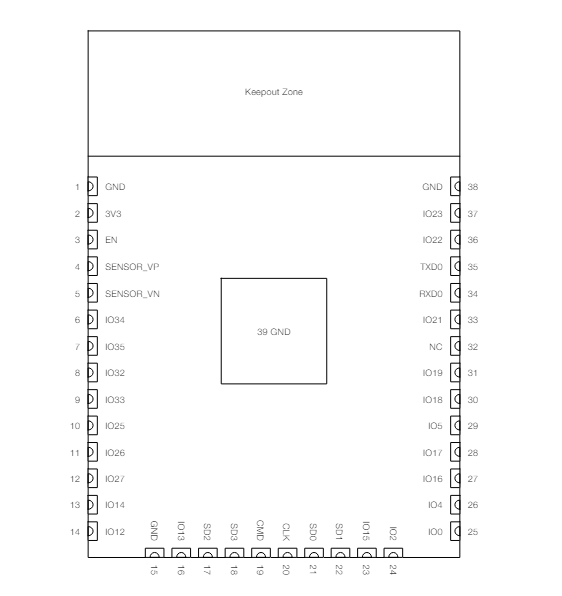 Keepout Zone
1 GND
2 3V3
3 EN
4 SENSOR_VP
5 SENSOR_VN
6 IO34
7 IO35
8 IO32
9 IO33
10 IO25
11 IO26
12 IO27
13 IO14
14 IO12
39 GND
GND 38
IO23 37
IO22 36
TXD0 35
RXD0 34
IO21 33
NC 32
IO19 31
IO18 30
IO5 29
IO17 28
IO16 27
IO4 26
IO0 25
GND 15
IO13 16
SD2 17
SD3 18
CMD 19
CLK 20
SD0 21
SD1 22
IO15 23
IO2 24